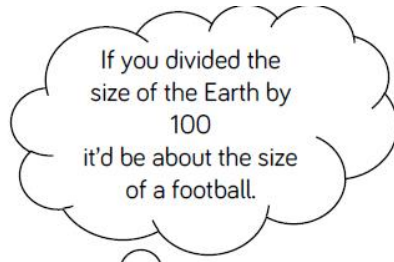 If you divided the
size of the Earth by
100
it'd be about the size
of a football.